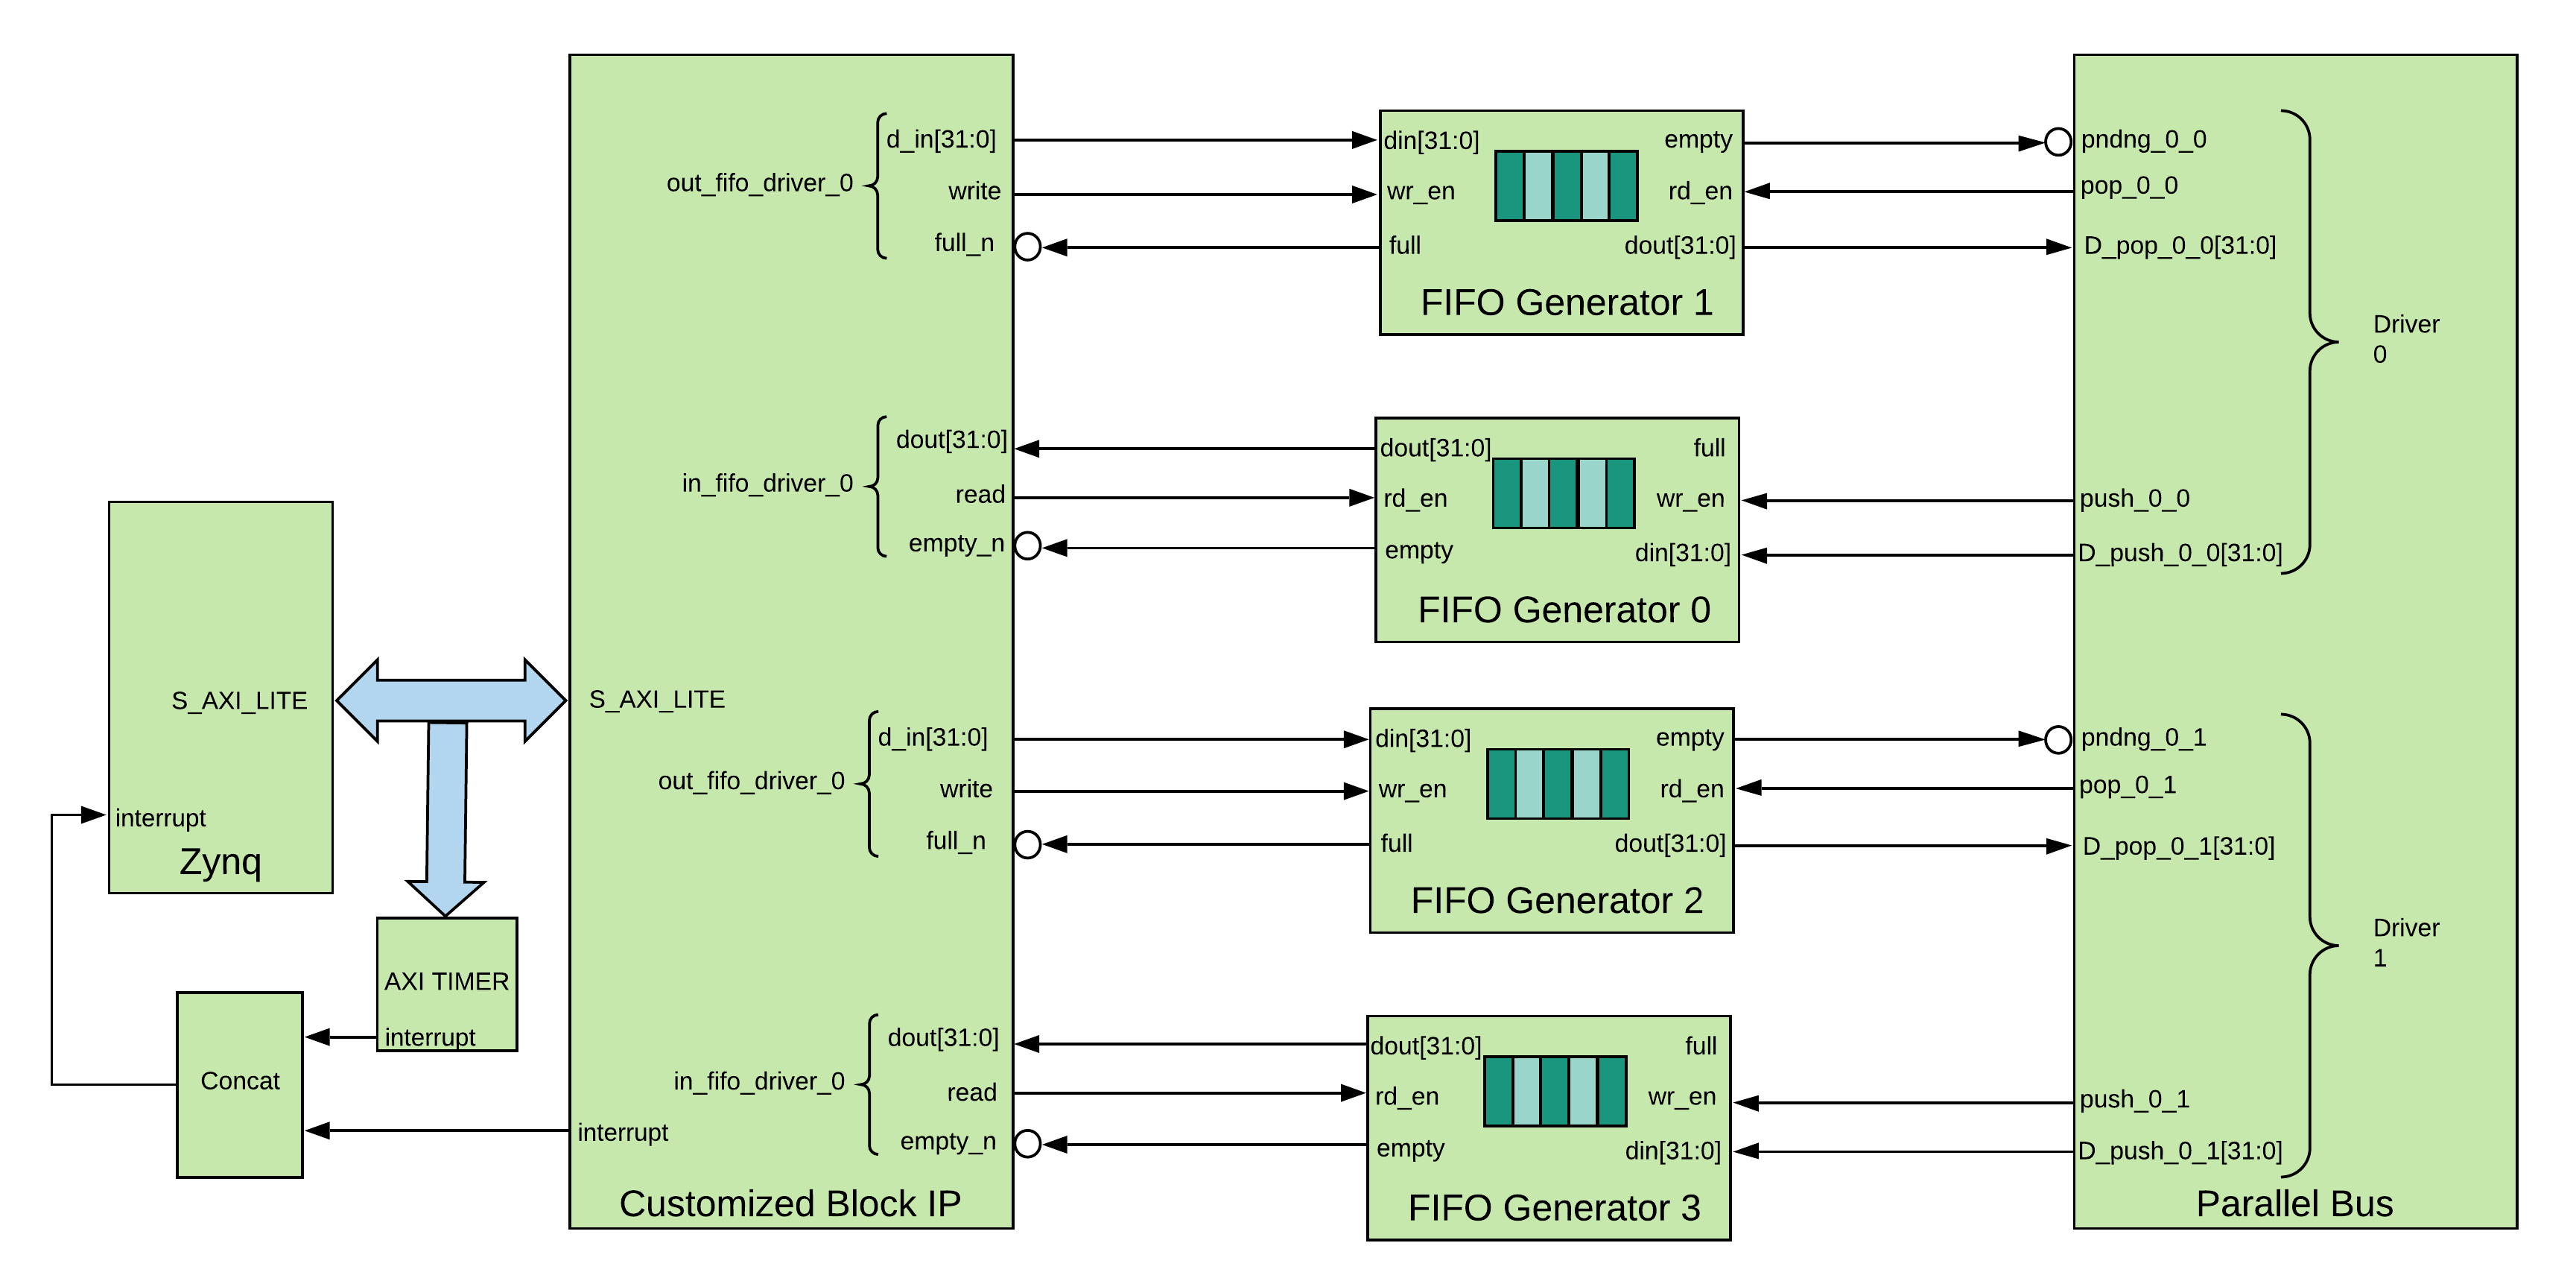 d_in[31:0]
out_fifo_driver_0
write
full_n
din[31:0]
empty
wr_en
rd_en
full
dout[31:0]
FIFO Generator 1
pndng_0_0
pop_0_0
D_pop_0_0[31:0]
Driver
0
dout[31:0]
in_fifo_driver_0
read
empty_n
dout[31:0]
full
rd_en
wr_en
empty
din[31:0]
FIFO Generator 0
push_0_0
D_push_0_0[31:0]
S_AXI_LITE
interrupt
Zynq
S_AXI_LITE
d_in[31:0]
out_fifo_driver_0
write
full_n
din[31:0]
empty
wr_en
rd_en
full
dout[31:0]
FIFO Generator 2
pndng_0_1
pop_0_1
D_pop_0_1[31:0]
Driver
1
AXI TIMER
interrupt
Concat
dout[31:0]
in_fifo_driver_0
read
empty_n
interrupt
Customized Block IP
dout[31:0]
full
rd_en
wr_en
empty
din[31:0]
FIFO Generator 3
push_0_1
D_push_0_1[31:0]
Parallel Bus